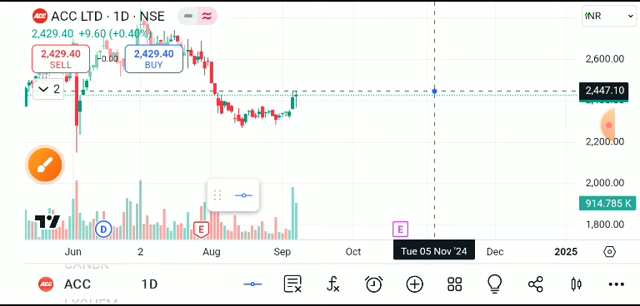 ACC LTD · 1D · NSE
INR
2,429.40 +9.60 (+0.40%)
2,429.40
SELL
0.00
2,429.40
BUY
2
2,600.00
2,447.10
2,200.00
2,000.00
914.785 K
1,800.00
D
E
E
Jun
2
Aug
Sep
Oct
Tue 05 Nov '24
Dec
2025
ACC
1D